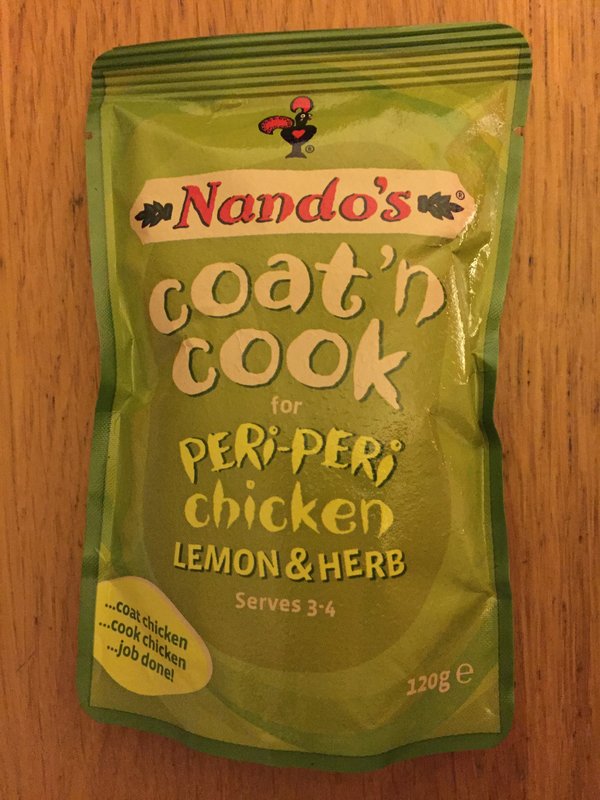 Nando's ®
coat'n
cook
for
PERi-PERi
chicken
LEMON & HERB
Serves 3-4
...coat chicken
...cook chicken
...job done!
120g e